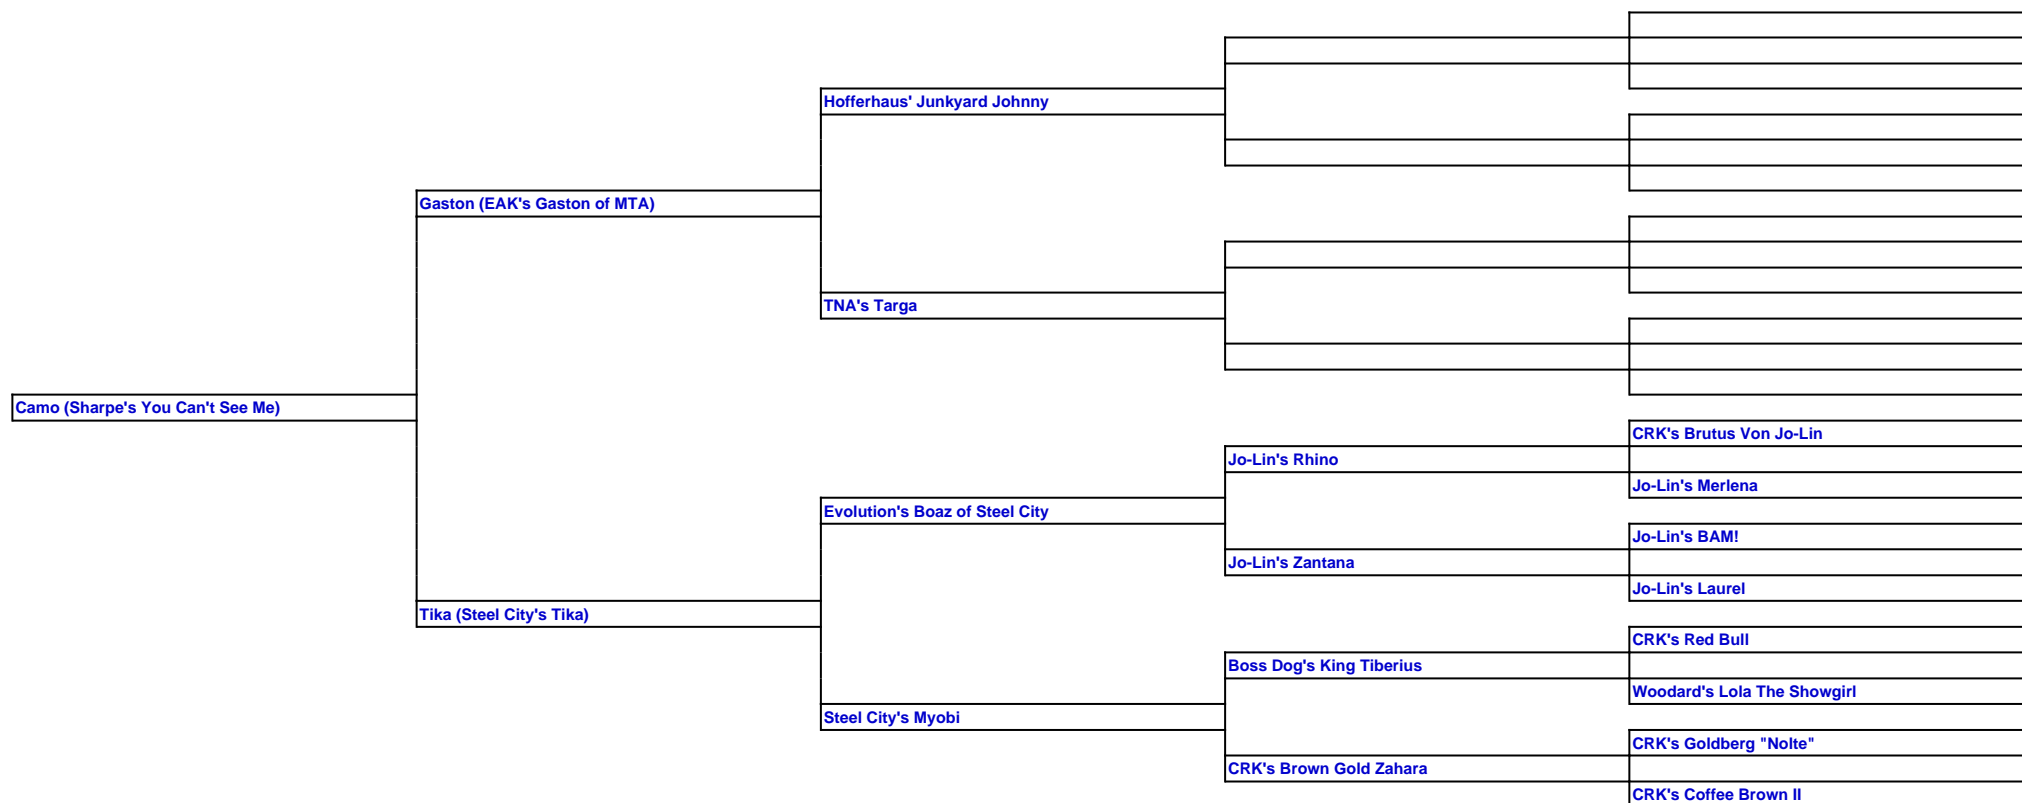 Hofferhaus' Junkyard Johnny
Gaston (EAK's Gaston of MTA)
TNA's Targa
Camo (Sharpe's You Can't See Me)
CRK's Brutus Von Jo-Lin
Jo-Lin's Rhino
Jo-Lin's Merlena
Evolution's Boaz of Steel City
Jo-Lin's BAM!
Jo-Lin's Zantana
Jo-Lin's Laurel
Tika (Steel City's Tika)
CRK's Red Bull
Boss Dog's King Tiberius
Woodard's Lola The Showgirl
Steel City's Myobi
CRK's Goldberg "Nolte"
CRK's Brown Gold Zahara
CRK's Coffee Brown II